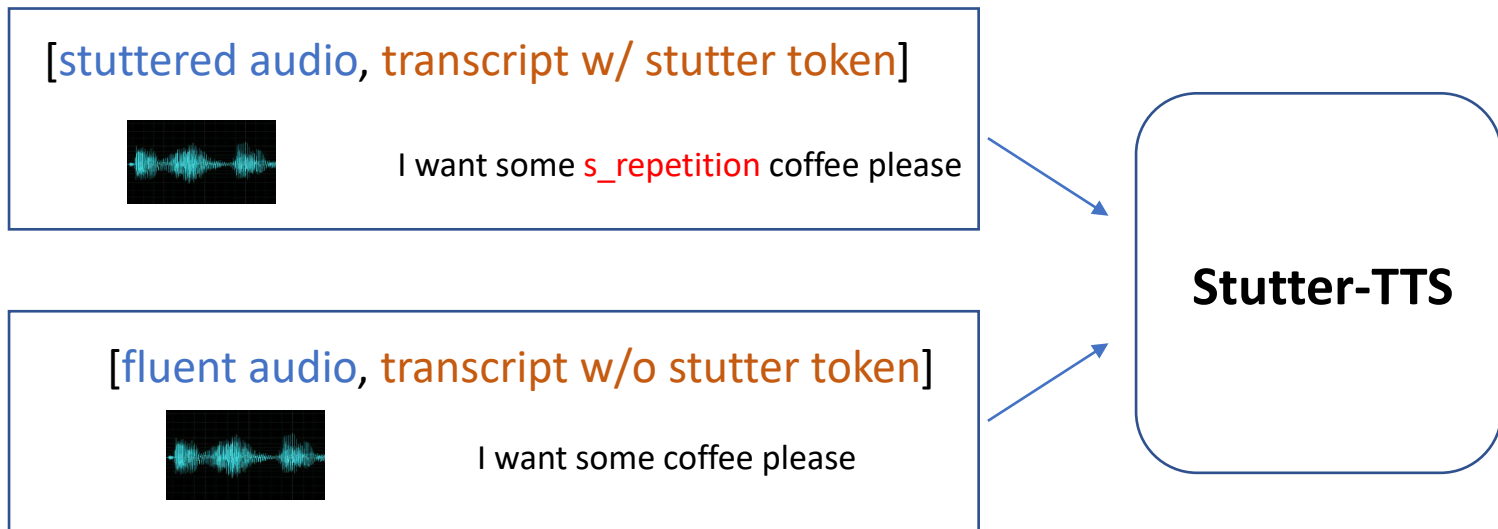 [stuttered audio, transcript w/ stutter token]
I want some s_repetition coffee please
Stutter-TTS
[fluent audio, transcript w/o stutter token]
I want some coffee please